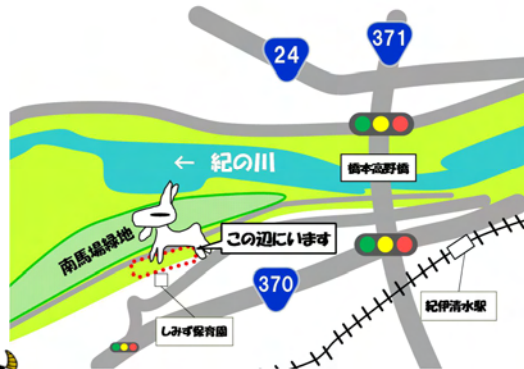 24
371
← 紀の川
橋本高野橋
南馬場緑地
この辺にいます
370
紀伊清水駅
しみず保育園